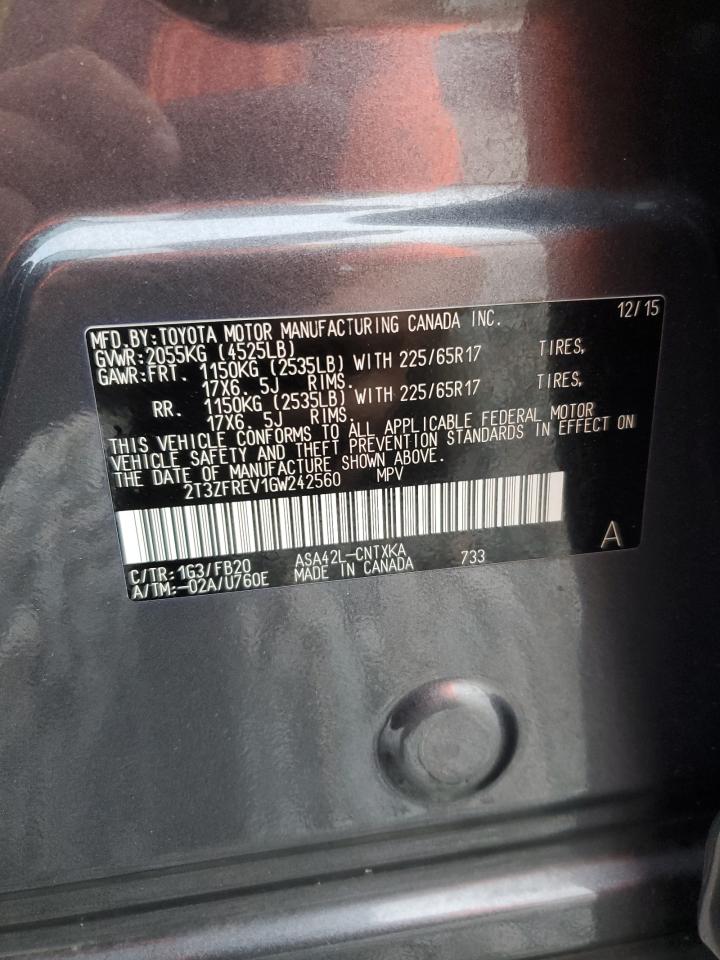 12/15
MFD.BY:TOYOTA MOTOR MANUFACTURING CANADA INC.
GVWR:2055KG (4525LB)
GAWR:FRT. 1150KG (2535LB) WITH 225/65R17 TIRES,
17X6. 5J RIMS.
RR. 1150KG (2535LB) WITH 225/65R17 TIRES,
17X6. 5J RIMS.
THIS VEHICLE CONFORMS TO ALL APPLICABLE FEDERAL MOTOR
VEHICLE SAFETY AND THEFT PREVENTION STANDARDS IN EFFECT ON
THE DATE OF MANUFACTURE SHOWN ABOVE.
2T3ZFREV1GW242560 MPV
A
C/TR:1G3/FB20 ASA42L-CNTXKA 733
A/TM:-02A/U760E MADE IN CANADA